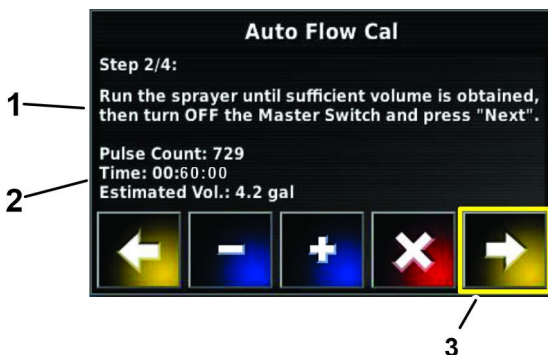 Auto Flow Cal
Step 2/4:
Run the sprayer until sufficient volume is obtained,
then turn OFF the Master Switch and press "Next".
Pulse Count: 729
Time: 00:60:00
Estimated Vol.: 4.2 gal
1
2
3